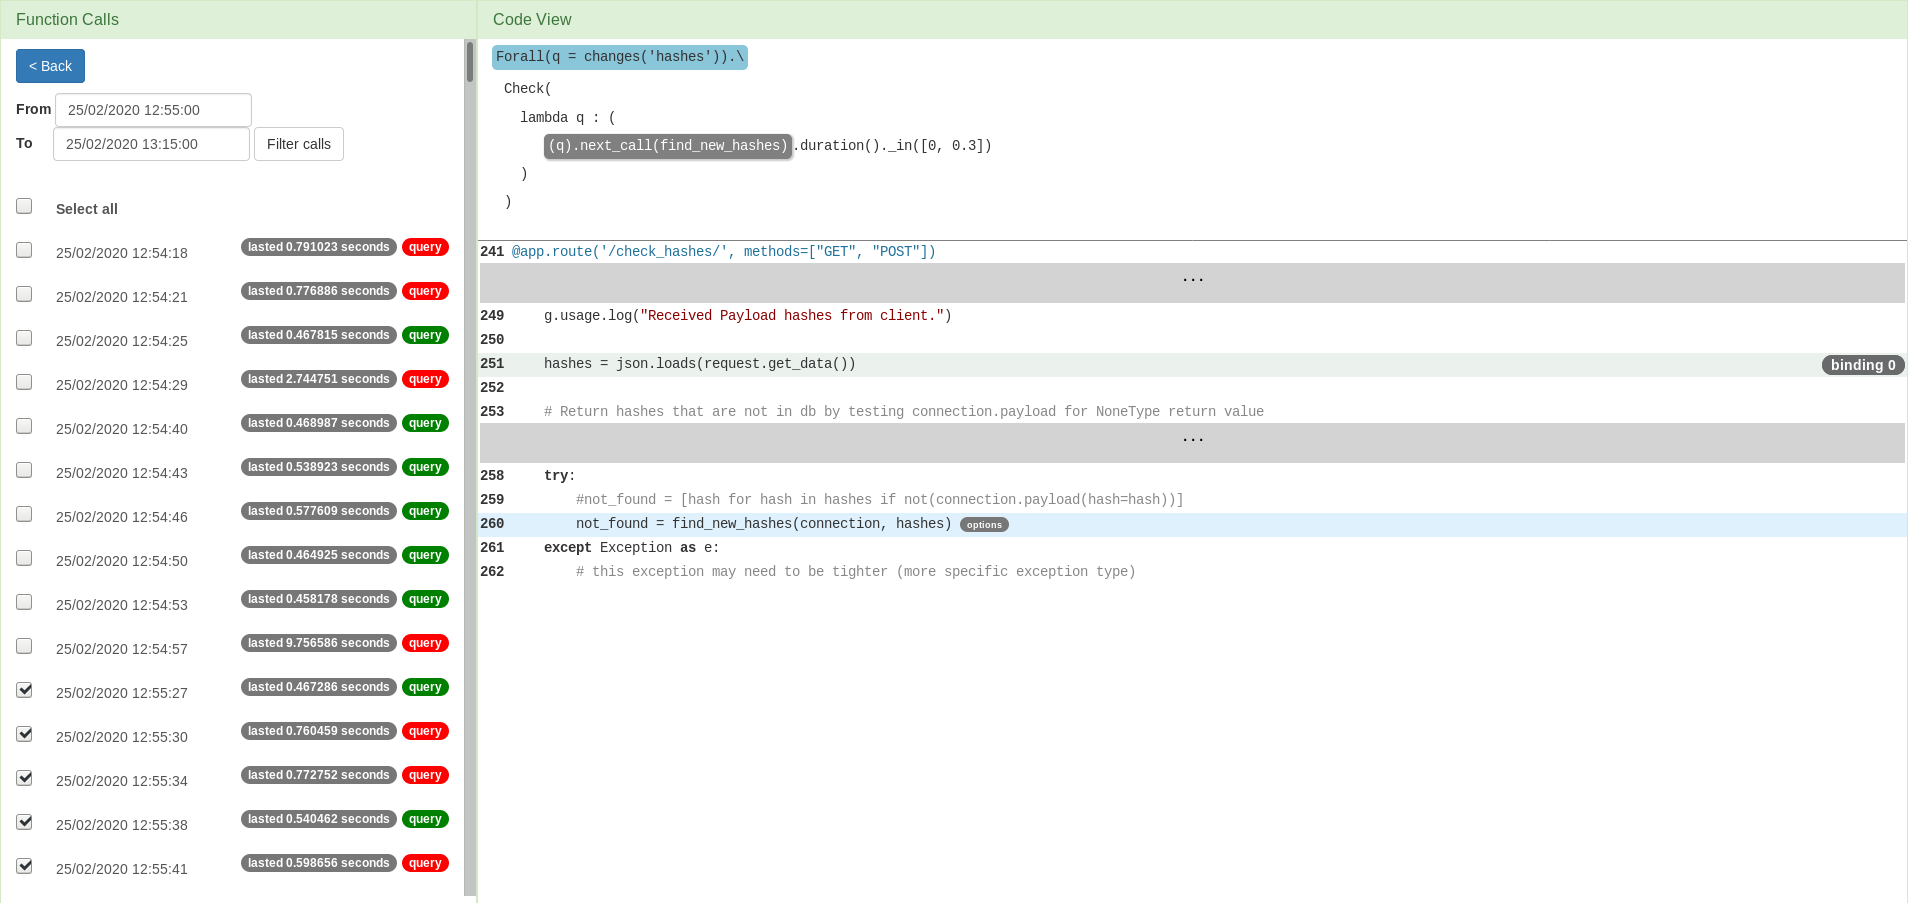 Function Calls
< Back
From 25/02/2020 12:55:00
To 25/02/2020 13:15:00 Filter calls
Select all
25/02/2020 12:54:18 lasted 0.791023 seconds query
25/02/2020 12:54:21 lasted 0.776886 seconds query
25/02/2020 12:54:25 lasted 0.467815 seconds query
25/02/2020 12:54:29 lasted 2.744751 seconds query
25/02/2020 12:54:40 lasted 0.468987 seconds query
25/02/2020 12:54:43 lasted 0.538923 seconds query
25/02/2020 12:54:46 lasted 0.577609 seconds query
25/02/2020 12:54:50 lasted 0.464925 seconds query
25/02/2020 12:54:53 lasted 0.458178 seconds query
25/02/2020 12:54:57 lasted 9.756586 seconds query
25/02/2020 12:55:27 lasted 0.467286 seconds query
25/02/2020 12:55:30 lasted 0.760459 seconds query
25/02/2020 12:55:34 lasted 0.772752 seconds query
25/02/2020 12:55:38 lasted 0.540462 seconds query
25/02/2020 12:55:41 lasted 0.598656 seconds query
Code View
Forall(q = changes('hashes')).\
Check(
lambda q : (
(q).next_call(find_new_hashes).duration()._in([0, 0.3])
)
)
241 @app.route('/check_hashes/', methods=["GET", "POST"])
...
249 g.usage.log("Received Payload hashes from client.")
250
251 hashes = json.loads(request.get_data()) binding 0
252
253 # Return hashes that are not in db by testing connection.payload for NoneType return value
...
258 try:
259 #not_found = [hash for hash in hashes if not(connection.payload(hash=hash))]
260 not_found = find_new_hashes(connection, hashes) options
261 except Exception as e:
262 # this exception may need to be tighter (more specific exception type)